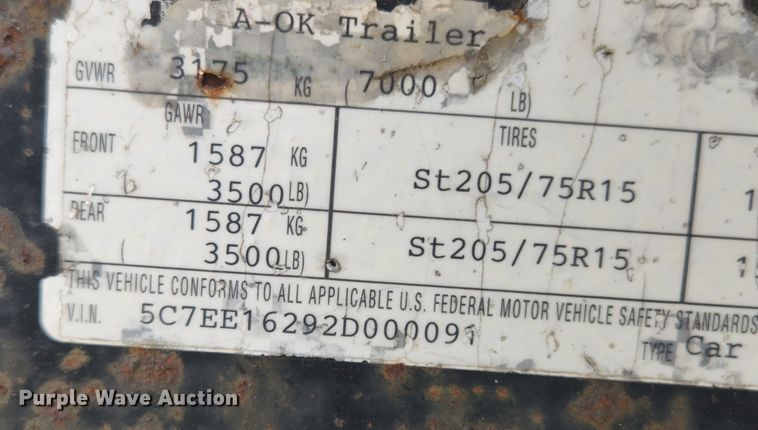 A-OK Trailer
GVWR 3175 KG (7000 LB)
GAWR TIRES
FRONT 1587 KG St205/75R15
3500 LB)
REAR 1587 KG St205/75R15
( 3500 LB)
THIS VEHICLE CONFORMS TO ALL APPLICABLE U.S. FEDERAL MOTOR VEHICLE SAFETY STANDARDS
V.I.N. 5C7EE16292D000091 TYPE Car
Purple Wave Auction